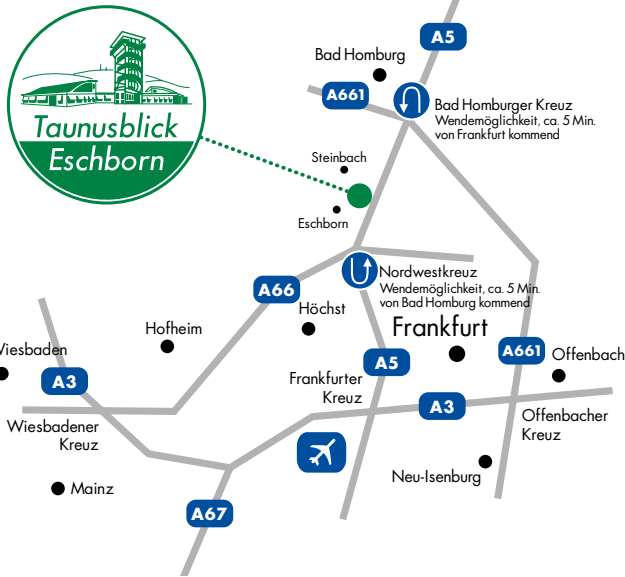 A5
Bad Homburg
A661
Bad Homburger Kreuz
Wendemöglichkeit, ca. 5 Min.
von Frankfurt kommend
Taunusblick
Eschborn
Steinbach
Eschborn
Nordwestkreuz
Wendemöglichkeit, ca. 5 Min.
von Bad Homburg kommend
A66
Höchst
Hofheim
Frankfurt
Wiesbaden
A661
Offenbach
A5
A3
Frankfurter
Kreuz
A3
Wiesbadener
Kreuz
Offenbacher
Kreuz
Neu-Isenburg
Mainz
A67